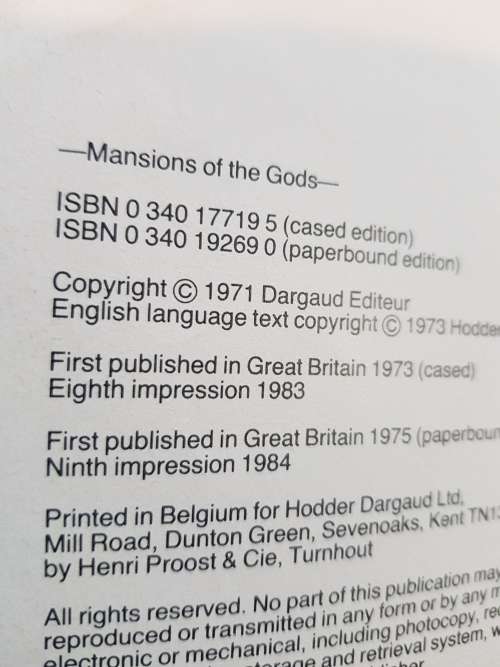 —Mansions of the Gods—
ISBN 0 340 17719 5 (cased edition)
ISBN 0 340 19269 0 (paperbound edition)
Copyright © 1971 Dargaud Editeur
English language text copyright © 1973 Hodder
First published in Great Britain 1973 (cased)
Eighth impression 1983
First published in Great Britain 1975 (paperboun
Ninth impression 1984
Printed in Belgium for Hodder Dargaud Ltd,
Mill Road, Dunton Green, Sevenoaks, Kent TN13
by Henri Proost & Cie, Turnhout
All rights reserved. No part of this publication may
reproduced or transmitted in any form or by any m
electronic or mechanical, including photocopy, rec
storage and retrieval system, w